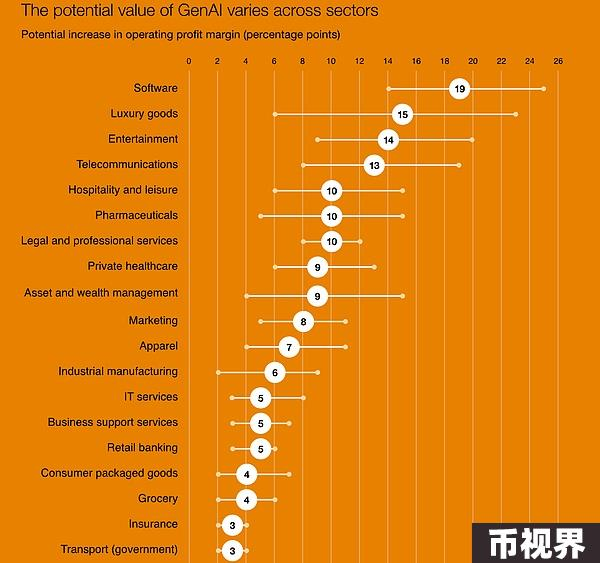 The potential value of GenAI varies across sectors
Potential increase in operating profit margin (percentage points)
0 2 4 6 8 10 12 14 16 18 20 22 24 26
Software 19
Luxury goods 15
Entertainment 14
Telecommunications 13
Hospitality and leisure 10
Pharmaceuticals 10
Legal and professional services 10
Private healthcare 9
Asset and wealth management 9
Marketing 8
Apparel 7
Industrial manufacturing 6
IT services 5
Business support services 5
Retail banking 5
Consumer packaged goods 4
Grocery 4
Insurance 3
Transport (government) 3
币视界